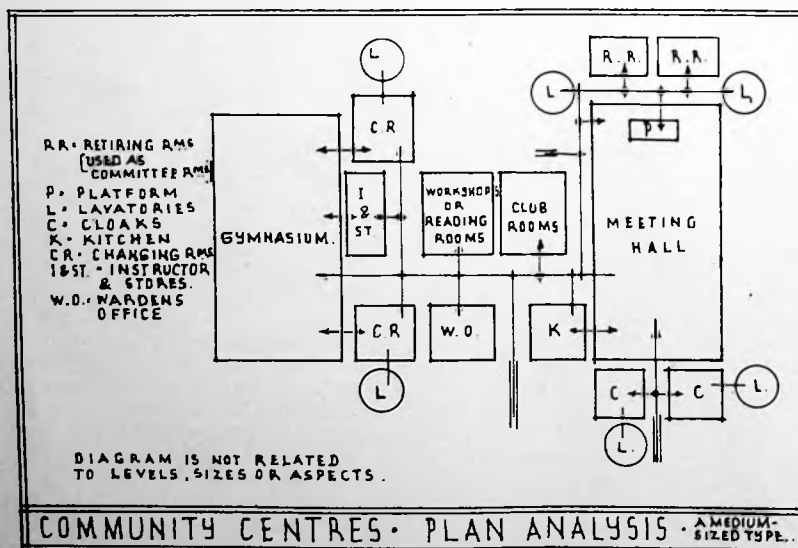 R R · RETIRING RMS
(USED AS
COMMITTEE RMS
P · PLATFORM
L · LAVATORIES
C · CLOAKS
K · KITCHEN
C R · CHANGING RMS
I & ST. · INSTRUCTOR
& STORES.
W.O. · WARDENS
OFFICE
L
C.R
GYMNASIUM.
I
&
ST.
C.R
L
WORKSHOPS
OR
READING
ROOMS
CLUB
ROOMS
W.O.
K
R.R.
R.R.
L
L
P
MEETING
HALL
C
C
L.
L.
DIAGRAM IS NOT RELATED
TO LEVELS, SIZES OR ASPECTS.
COMMUNITY CENTRES · PLAN ANALYSIS · A MEDIUM-
SIZED TYPE..